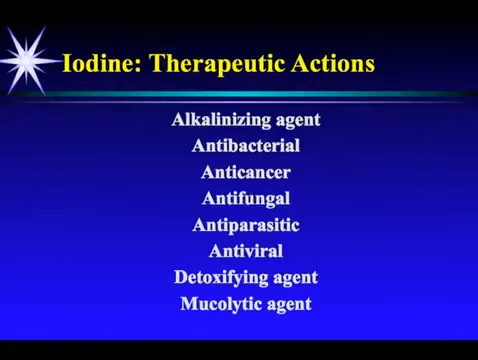 Iodine: Therapeutic Actions
Alkalinizing agent
Antibacterial
Anticancer
Antifungal
Antiparasitic
Antiviral
Detoxifying agent
Mucolytic agent